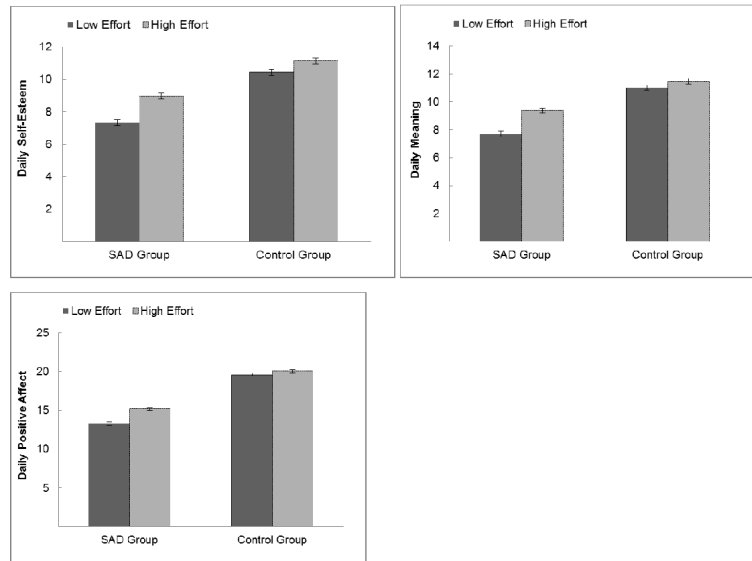 Low Effort High Effort
12
10
8
6
4
2
Daily Self-Esteem
SAD Group Control Group
Low Effort High Effort
14
12
10
8
6
4
2
Daily Meaning
SAD Group Control Group
Low Effort High Effort
25
20
15
10
5
Daily Positive Affect
SAD Group Control Group